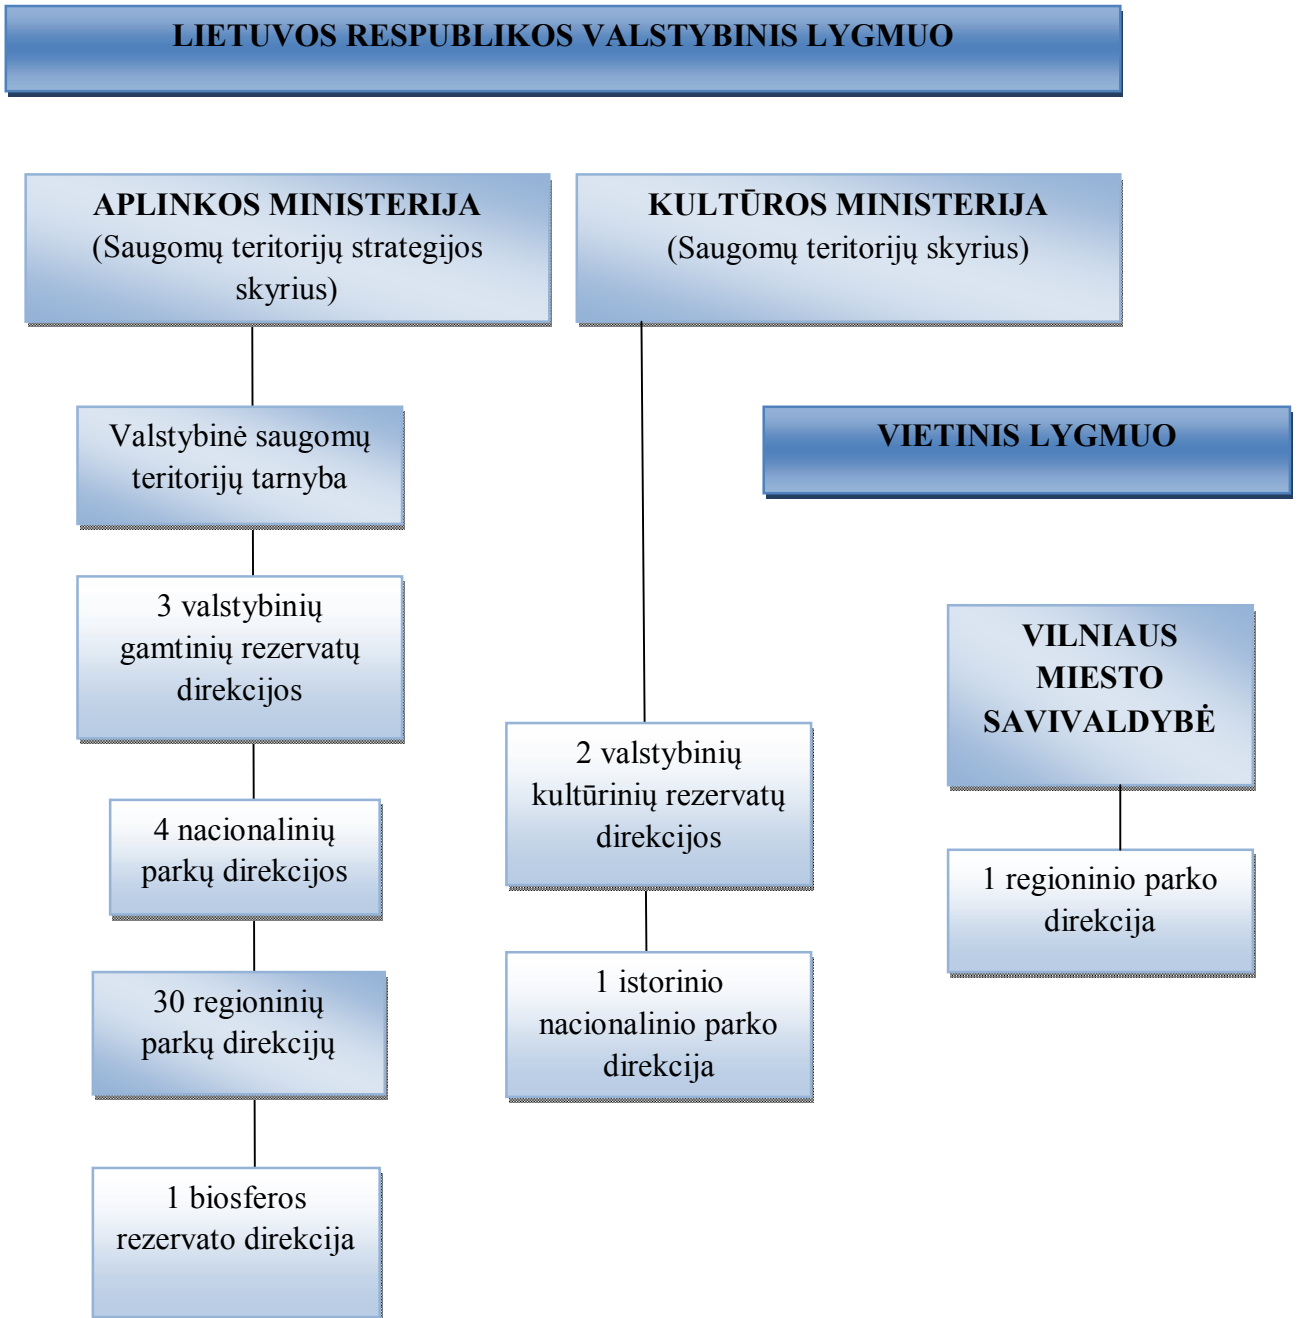 LIETUVOS RESPUBLIKOS VALSTYBINIS LYGMUO
APLINKOS MINISTERIJA
(Saugomų teritorijų strategijos
skyrius)
KULTŪROS MINISTERIJA
(Saugomų teritorijų skyrius)
Valstybinė saugomų
teritorijų tarnyba
3 valstybinių
gamtinių rezervatų
direkcijos
4 nacionalinių
parkų direkcijos
30 regioninių
parkų direkcijų
1 biosferos
rezervato direkcija
2 valstybinių
kultūrinių rezervatų
direkcijos
1 istorinio
nacionalinio parko
direkcija
VIETINIS LYGMUO
VILNIAUS
MIESTO
SAVIVALDYBĖ
1 regioninio parko
direkcija